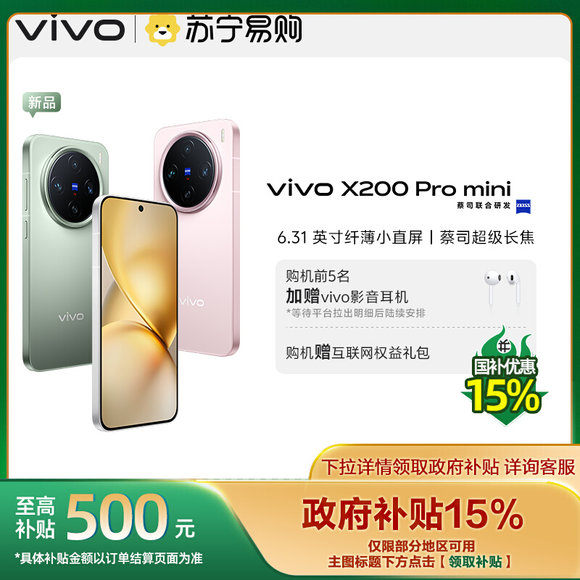 vivo 苏宁易购
新品
vivo
vivo
vivo X200 Pro mini
蔡司联合研发 ZEISS
6.31 英寸纤薄小直屏 | 蔡司超级长焦
购机前5名
加赠vivo影音耳机
*等待平台拉出明细后陆续安排
购机赠互联网权益礼包
国补优惠
15%
下拉详情领取政府补贴 详询客服
至高补贴 500 元
*具体补贴金额以订单结算页面为准
政府补贴15%
仅限部分地区可用
主图标题下方点击【领取补贴】